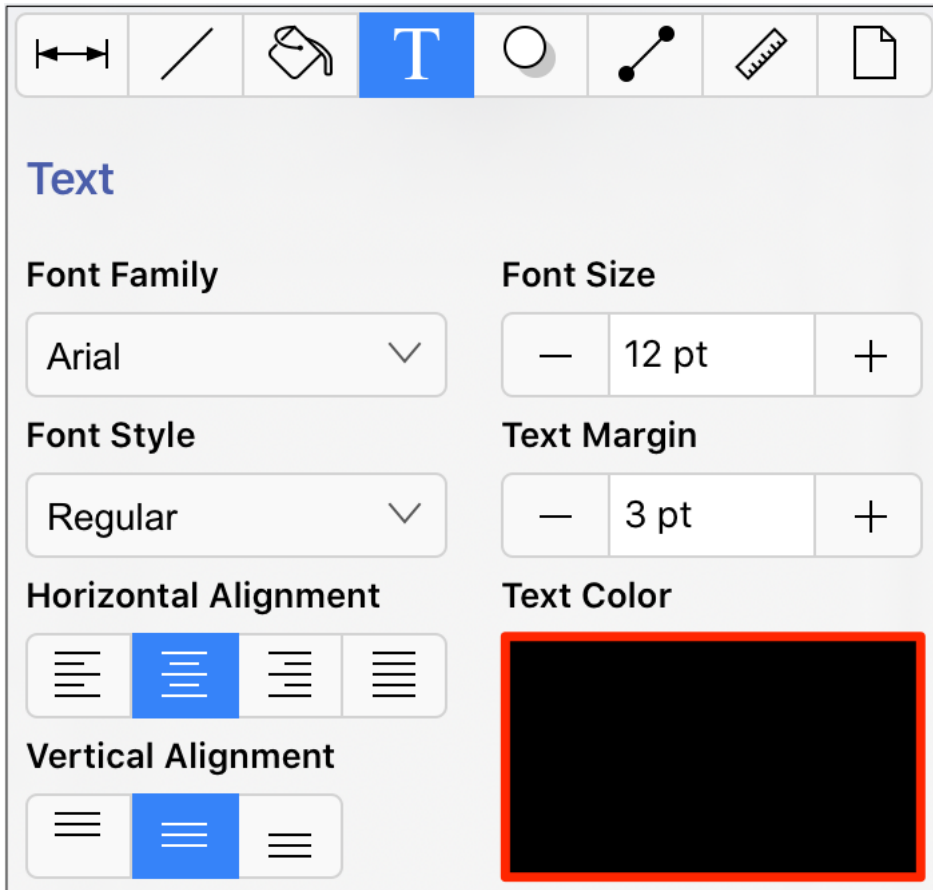 T
Text
Font Family
Font Size
Arial
12 pt
Font Style
Text Margin
Regular
3 pt
Horizontal Alignment
Text Color
Vertical Alignment